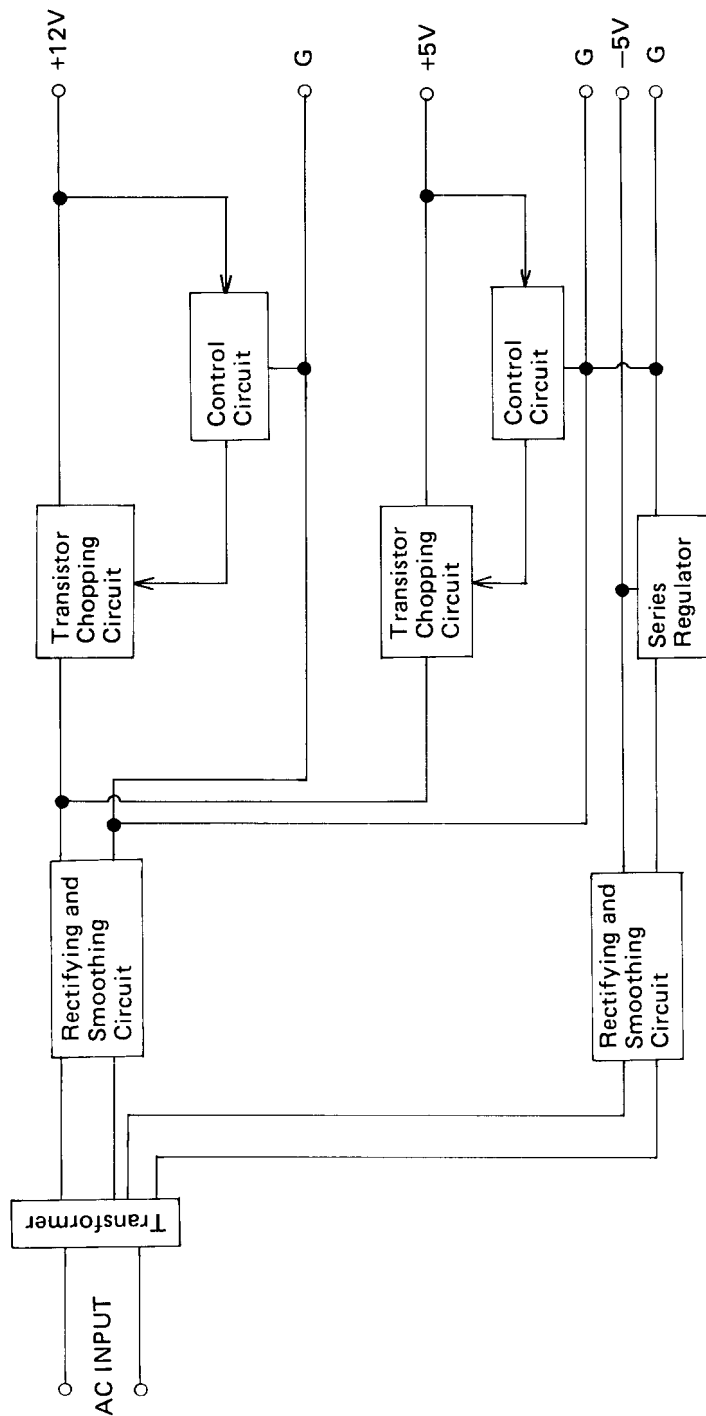 AC INPUT
Transformer
Rectifying and
Smoothing
Circuit
Transistor
Chopping
Circuit
Control
Circuit
+12V
G
Transistor
Chopping
Circuit
Control
Circuit
+5V
G
Rectifying and
Smoothing
Circuit
Series
Regulator
−5V
G